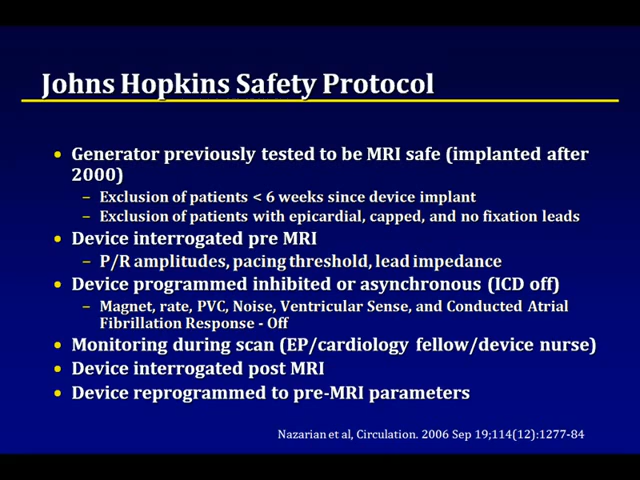 Johns Hopkins Safety Protocol
• Generator previously tested to be MRI safe (implanted after
2000)
– Exclusion of patients < 6 weeks since device implant
– Exclusion of patients with epicardial, capped, and no fixation leads
• Device interrogated pre MRI
– P/R amplitudes, pacing threshold, lead impedance
• Device programmed inhibited or asynchronous (ICD off)
– Magnet, rate, PVC, Noise, Ventricular Sense, and Conducted Atrial
Fibrillation Response - Off
• Monitoring during scan (EP/cardiology fellow/device nurse)
• Device interrogated post MRI
• Device reprogrammed to pre-MRI parameters
Nazarian et al, Circulation. 2006 Sep 19;114(12):1277-84